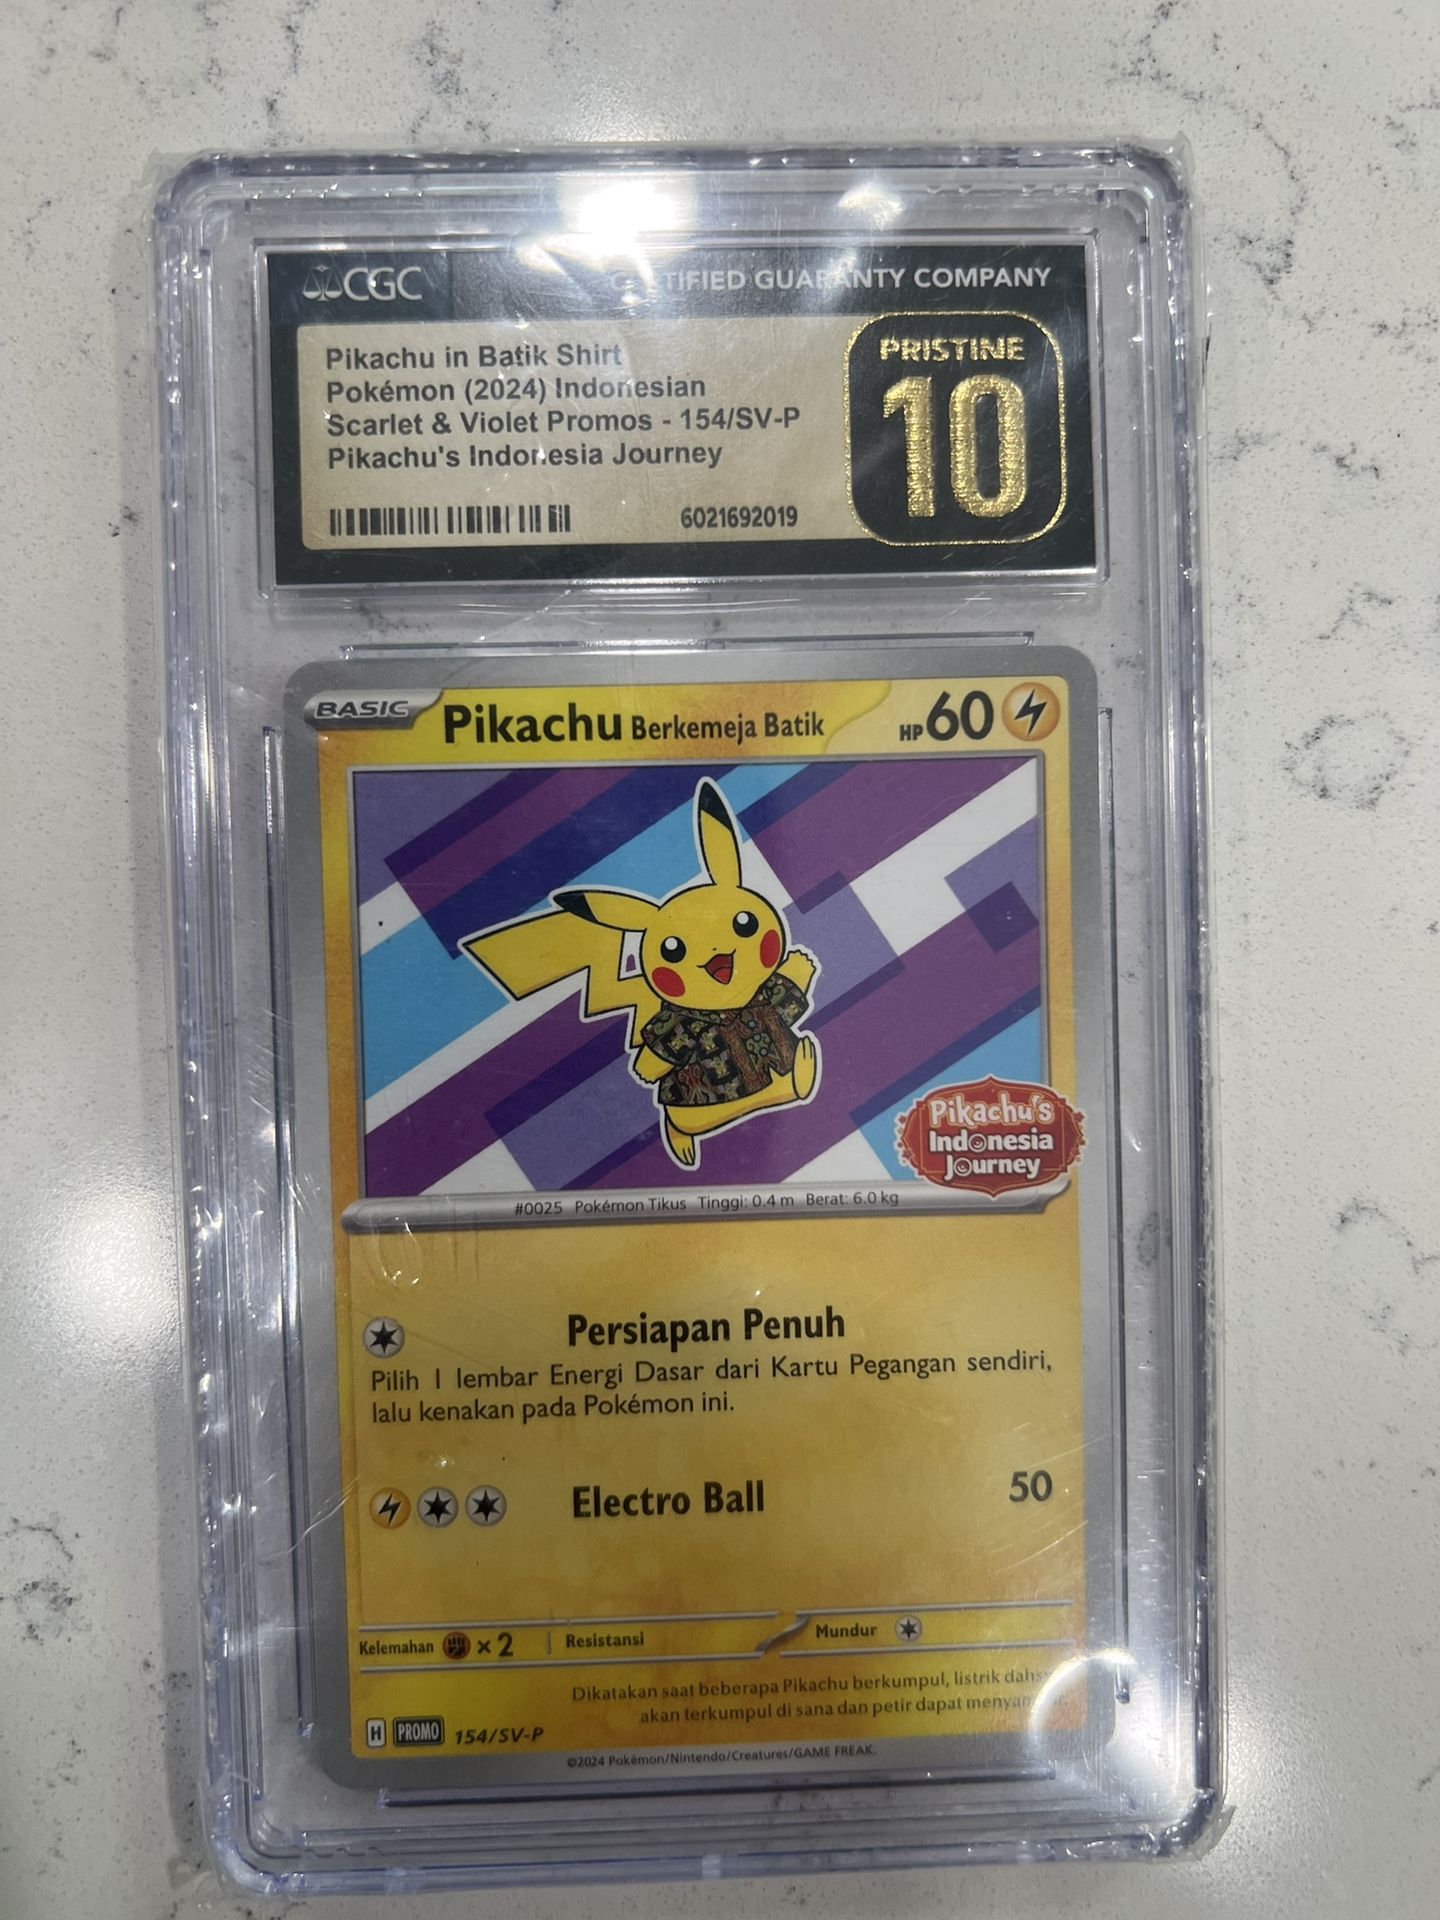 CGC
CERTIFIED GUARANTY COMPANY
Pikachu in Batik Shirt
Pokémon (2024) Indonesian
Scarlet & Violet Promos - 154/SV-P
Pikachu's Indonesia Journey
6021692019
PRISTINE
10
BASIC
Pikachu Berkemeja Batik
HP 60
Pikachu's
Indonesia
Journey
#0025 Pokémon Tikus Tinggi: 0.4 m Berat: 6.0 kg
Persiapan Penuh
Pilih 1 lembar Energi Dasar dari Kartu Pegangan sendiri,
lalu kenakan pada Pokémon ini.
Electro Ball 50
Kelemahan ×2 Resistansi Mundur
Dikatakan saat beberapa Pikachu berkumpul, listrik
akan terkumpul di sana dan petir dapat
H PROMO 154/SV-P
©2024 Pokémon/Nintendo/Creatures/GAME FREAK.